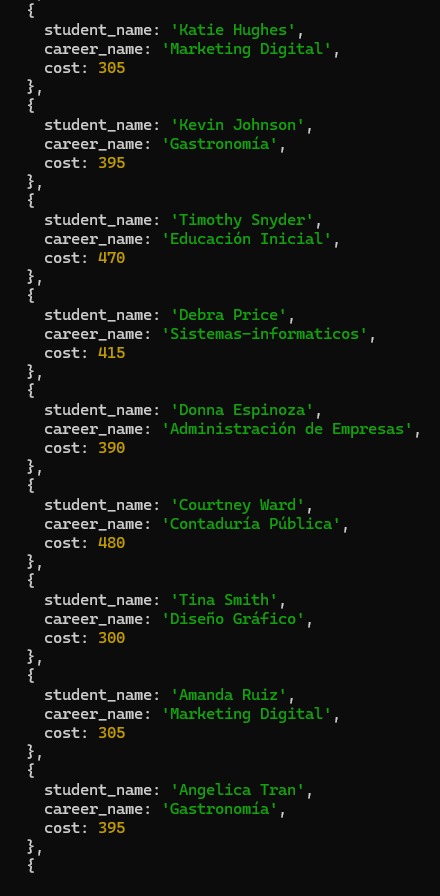 {
student_name: 'Katie Hughes',
career_name: 'Marketing Digital',
cost: 305
},
{
student_name: 'Kevin Johnson',
career_name: 'Gastronomía',
cost: 395
},
{
student_name: 'Timothy Snyder',
career_name: 'Educación Inicial',
cost: 470
},
{
student_name: 'Debra Price',
career_name: 'Sistemas-informaticos',
cost: 415
},
{
student_name: 'Donna Espinoza',
career_name: 'Administración de Empresas',
cost: 390
},
{
student_name: 'Courtney Ward',
career_name: 'Contaduría Pública',
cost: 480
},
{
student_name: 'Tina Smith',
career_name: 'Diseño Gráfico',
cost: 300
},
{
student_name: 'Amanda Ruiz',
career_name: 'Marketing Digital',
cost: 305
},
{
student_name: 'Angelica Tran',
career_name: 'Gastronomía',
cost: 395
},
{